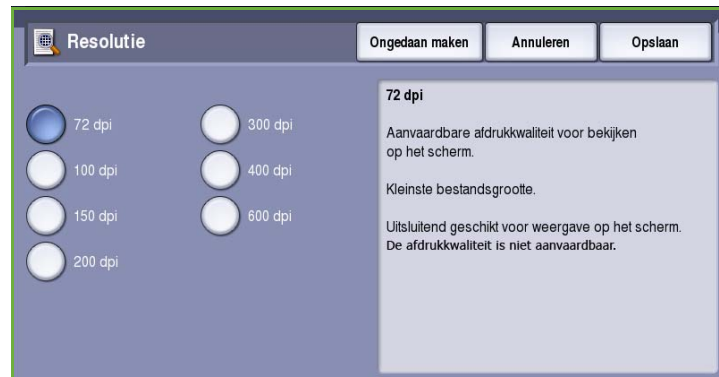 Resolutie
Ongedaan maken
Annuleren
Opslaan
72 dpi
100 dpi
150 dpi
200 dpi
300 dpi
400 dpi
600 dpi
72 dpi
Aanvaardbare afdrukkwaliteit voor bekijken
op het scherm.
Kleinste bestandsgrootte.
Uitsluitend geschikt voor weergave op het scherm.
De afdrukkwaliteit is niet aanvaardbaar.